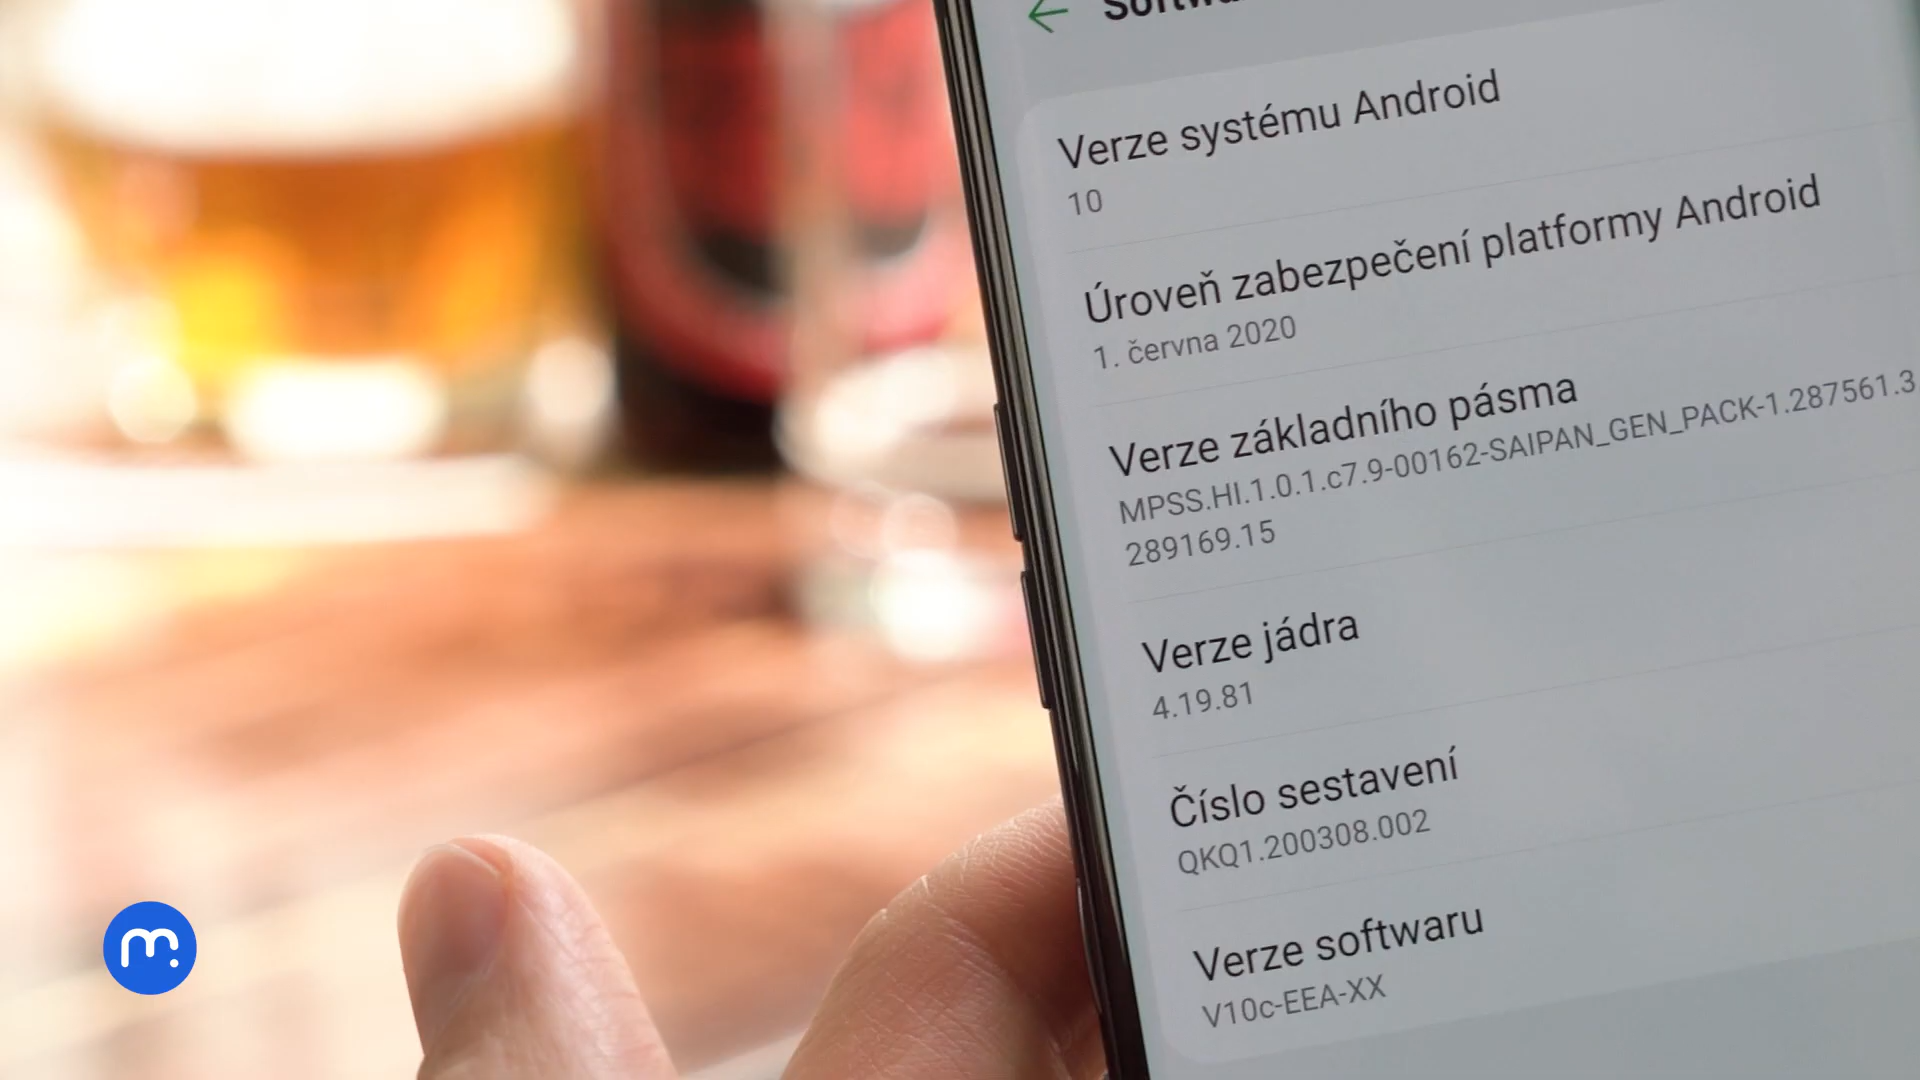 Verze systému Android
10
Úroveň zabezpečení platformy Android
1. června 2020
Verze základního pásma
MPSS.HI.1.0.1.c7.9-00162-SAIPAN_GEN_PACK-1.287561.3
289169.15
Verze jádra
4.19.81
Číslo sestavení
QKQ1.200308.002
Verze softwaru
V10c-EEA-XX
m.